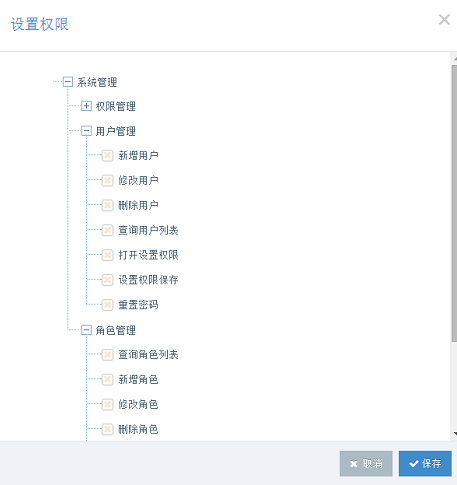 设置权限
系统管理
权限管理
用户管理
新增用户
修改用户
删除用户
查询用户列表
打开设置权限
设置权限保存
重置密码
角色管理
查询角色列表
新增角色
修改角色
删除角色
取消 保存